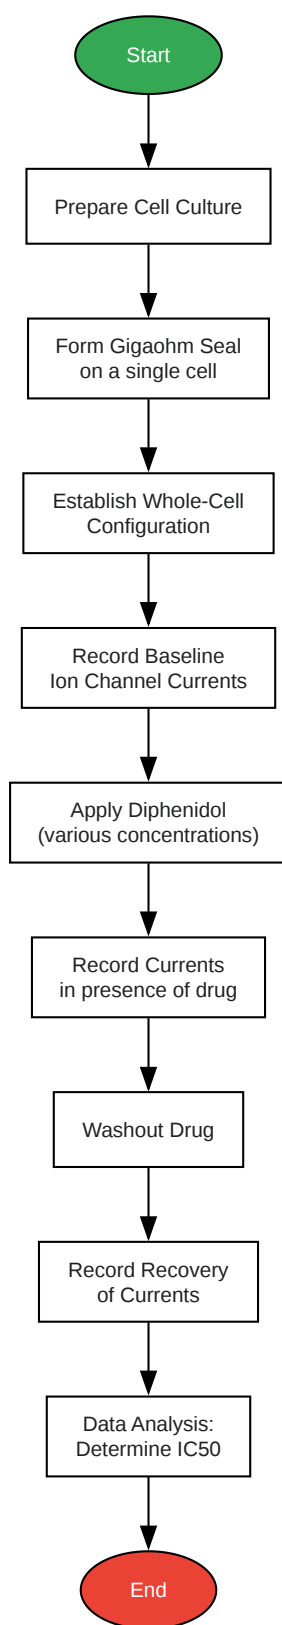 Start
Prepare Cell Culture
Form Gigaohm Seal
on a single cell
Establish Whole-Cell
Configuration
Record Baseline
Ion Channel Currents
Apply Diphenidol
(various concentrations)
Record Currents
in presence of drug
Washout Drug
Record Recovery
of Currents
Data Analysis:
Determine IC50
End